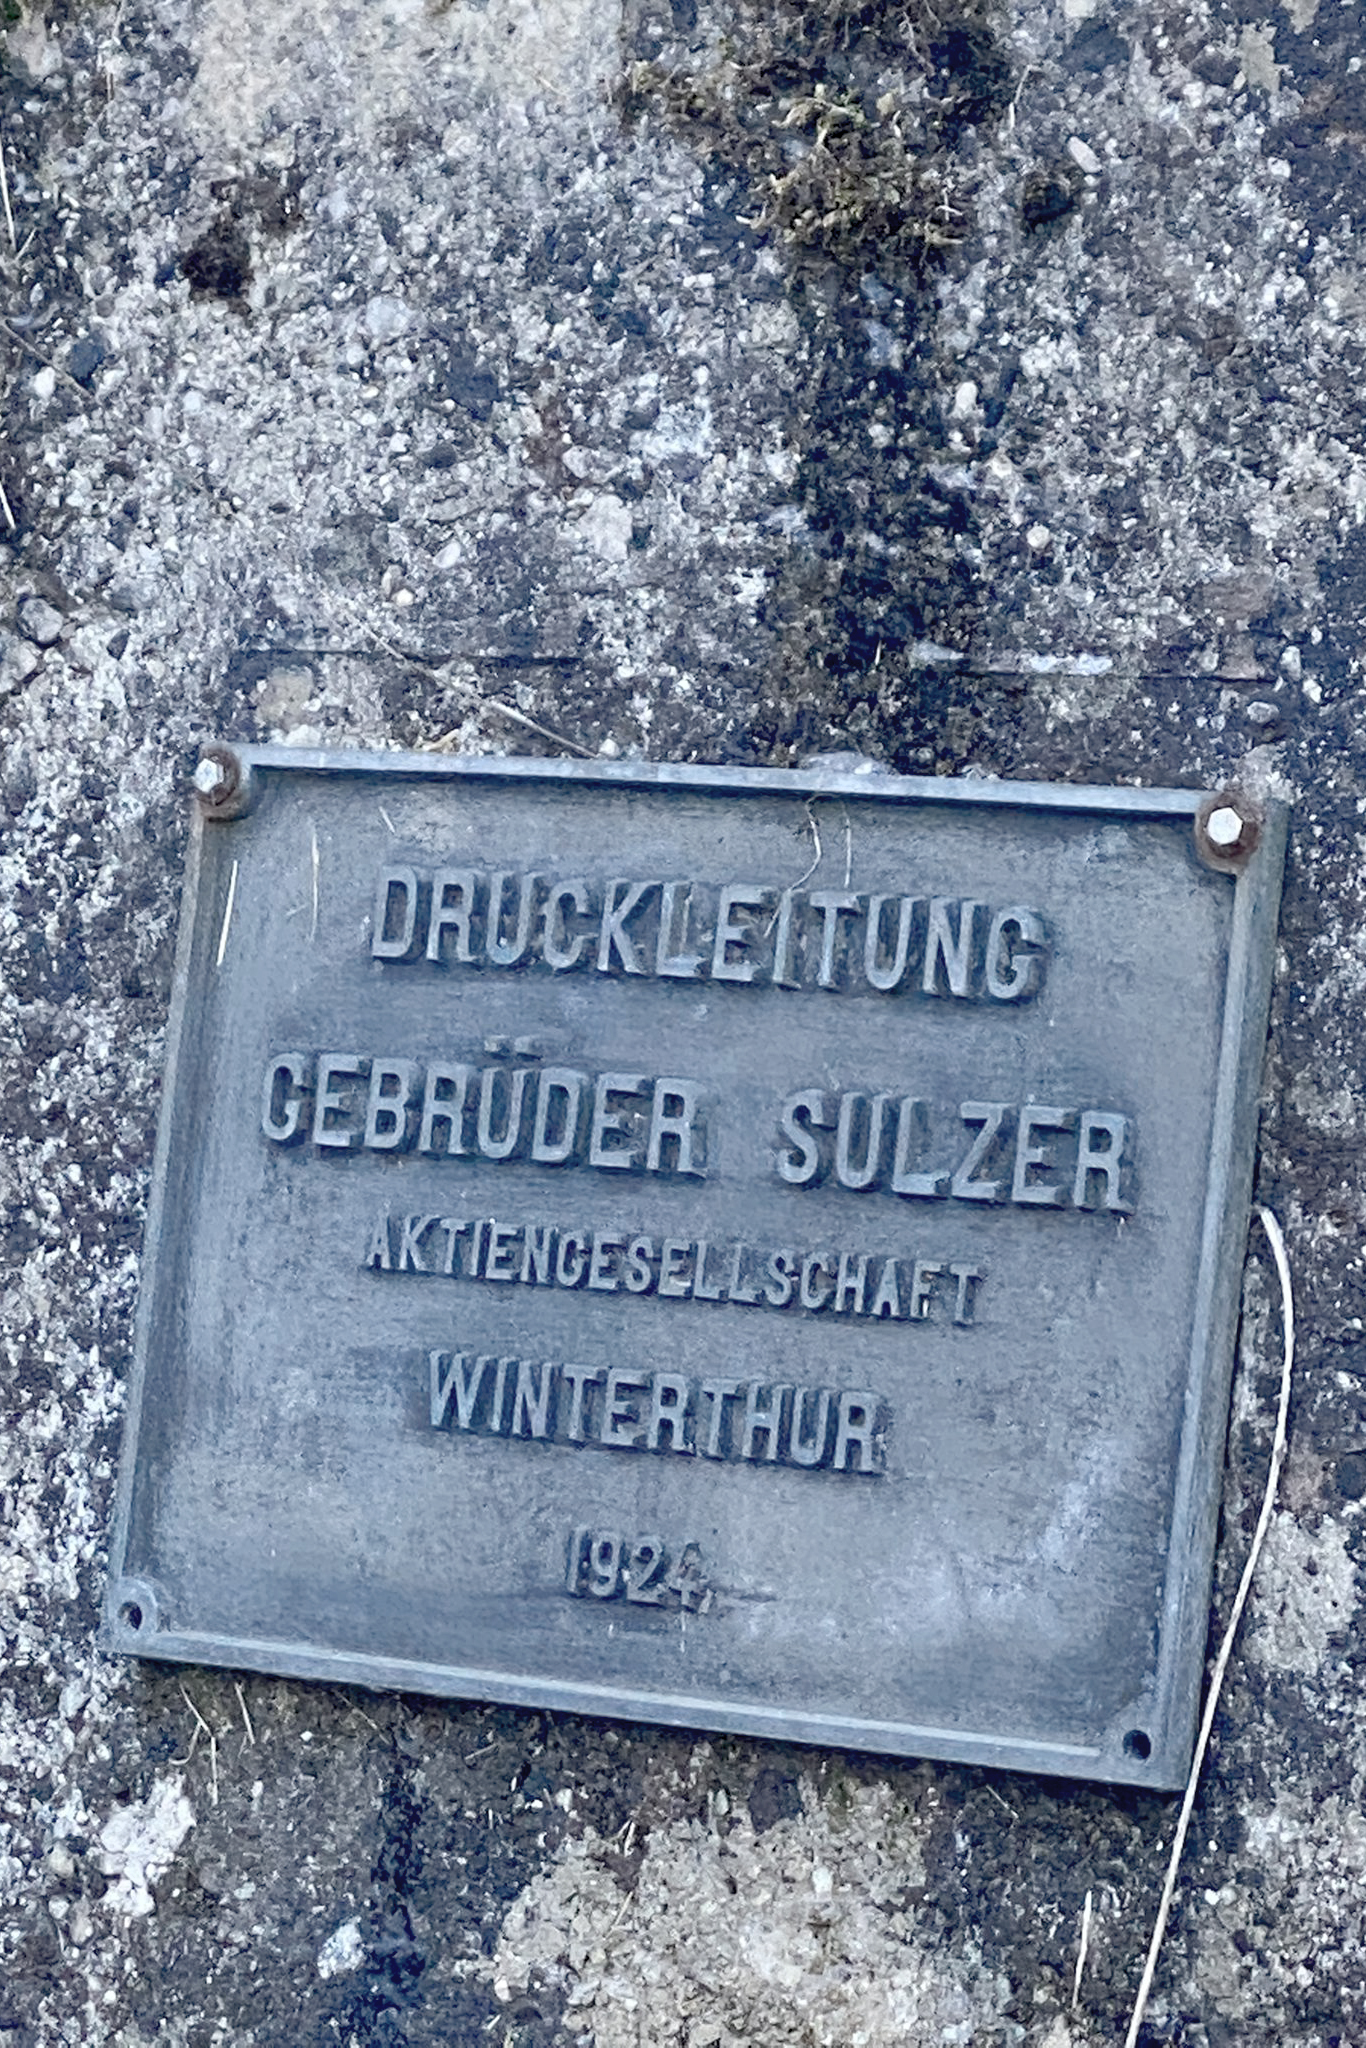 DRUCKLEITUNG
GEBRÜDER SULZER
AKTIENGESELLSCHAFT
WINTERTHUR
1924